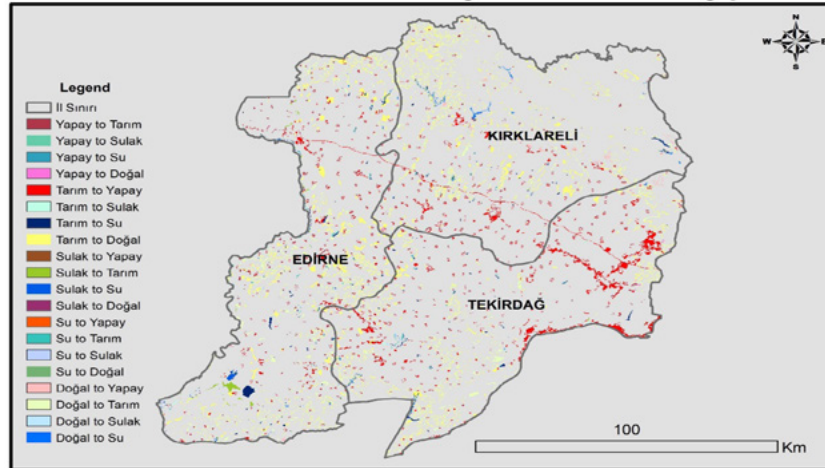 N
W E
S
Legend
İl Sınırı
Yapay to Tarım
Yapay to Sulak
Yapay to Su
Yapay to Doğal
Tarım to Yapay
Tarım to Sulak
Tarım to Su
Tarım to Doğal
Sulak to Yapay
Sulak to Tarım
Sulak to Su
Sulak to Doğal
Su to Yapay
Su to Tarım
Su to Sulak
Su to Doğal
Doğal to Yapay
Doğal to Tarım
Doğal to Sulak
Doğal to Su
KIRKLARELİ
EDİRNE
TEKİRDAĞ
100
Km